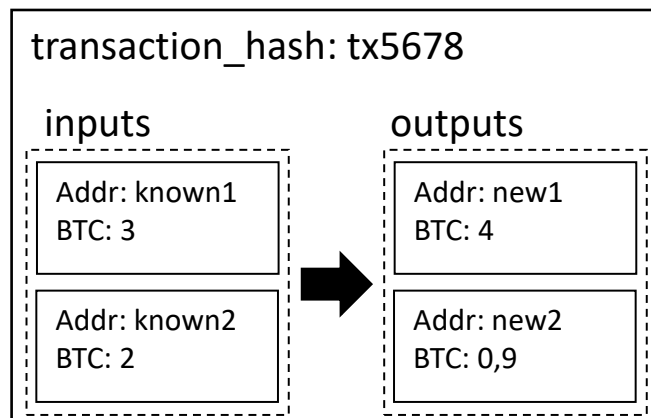 transaction_hash: tx5678
inputs
Addr: known1
BTC: 3
Addr: known2
BTC: 2
outputs
Addr: new1
BTC: 4
Addr: new2
BTC: 0,9